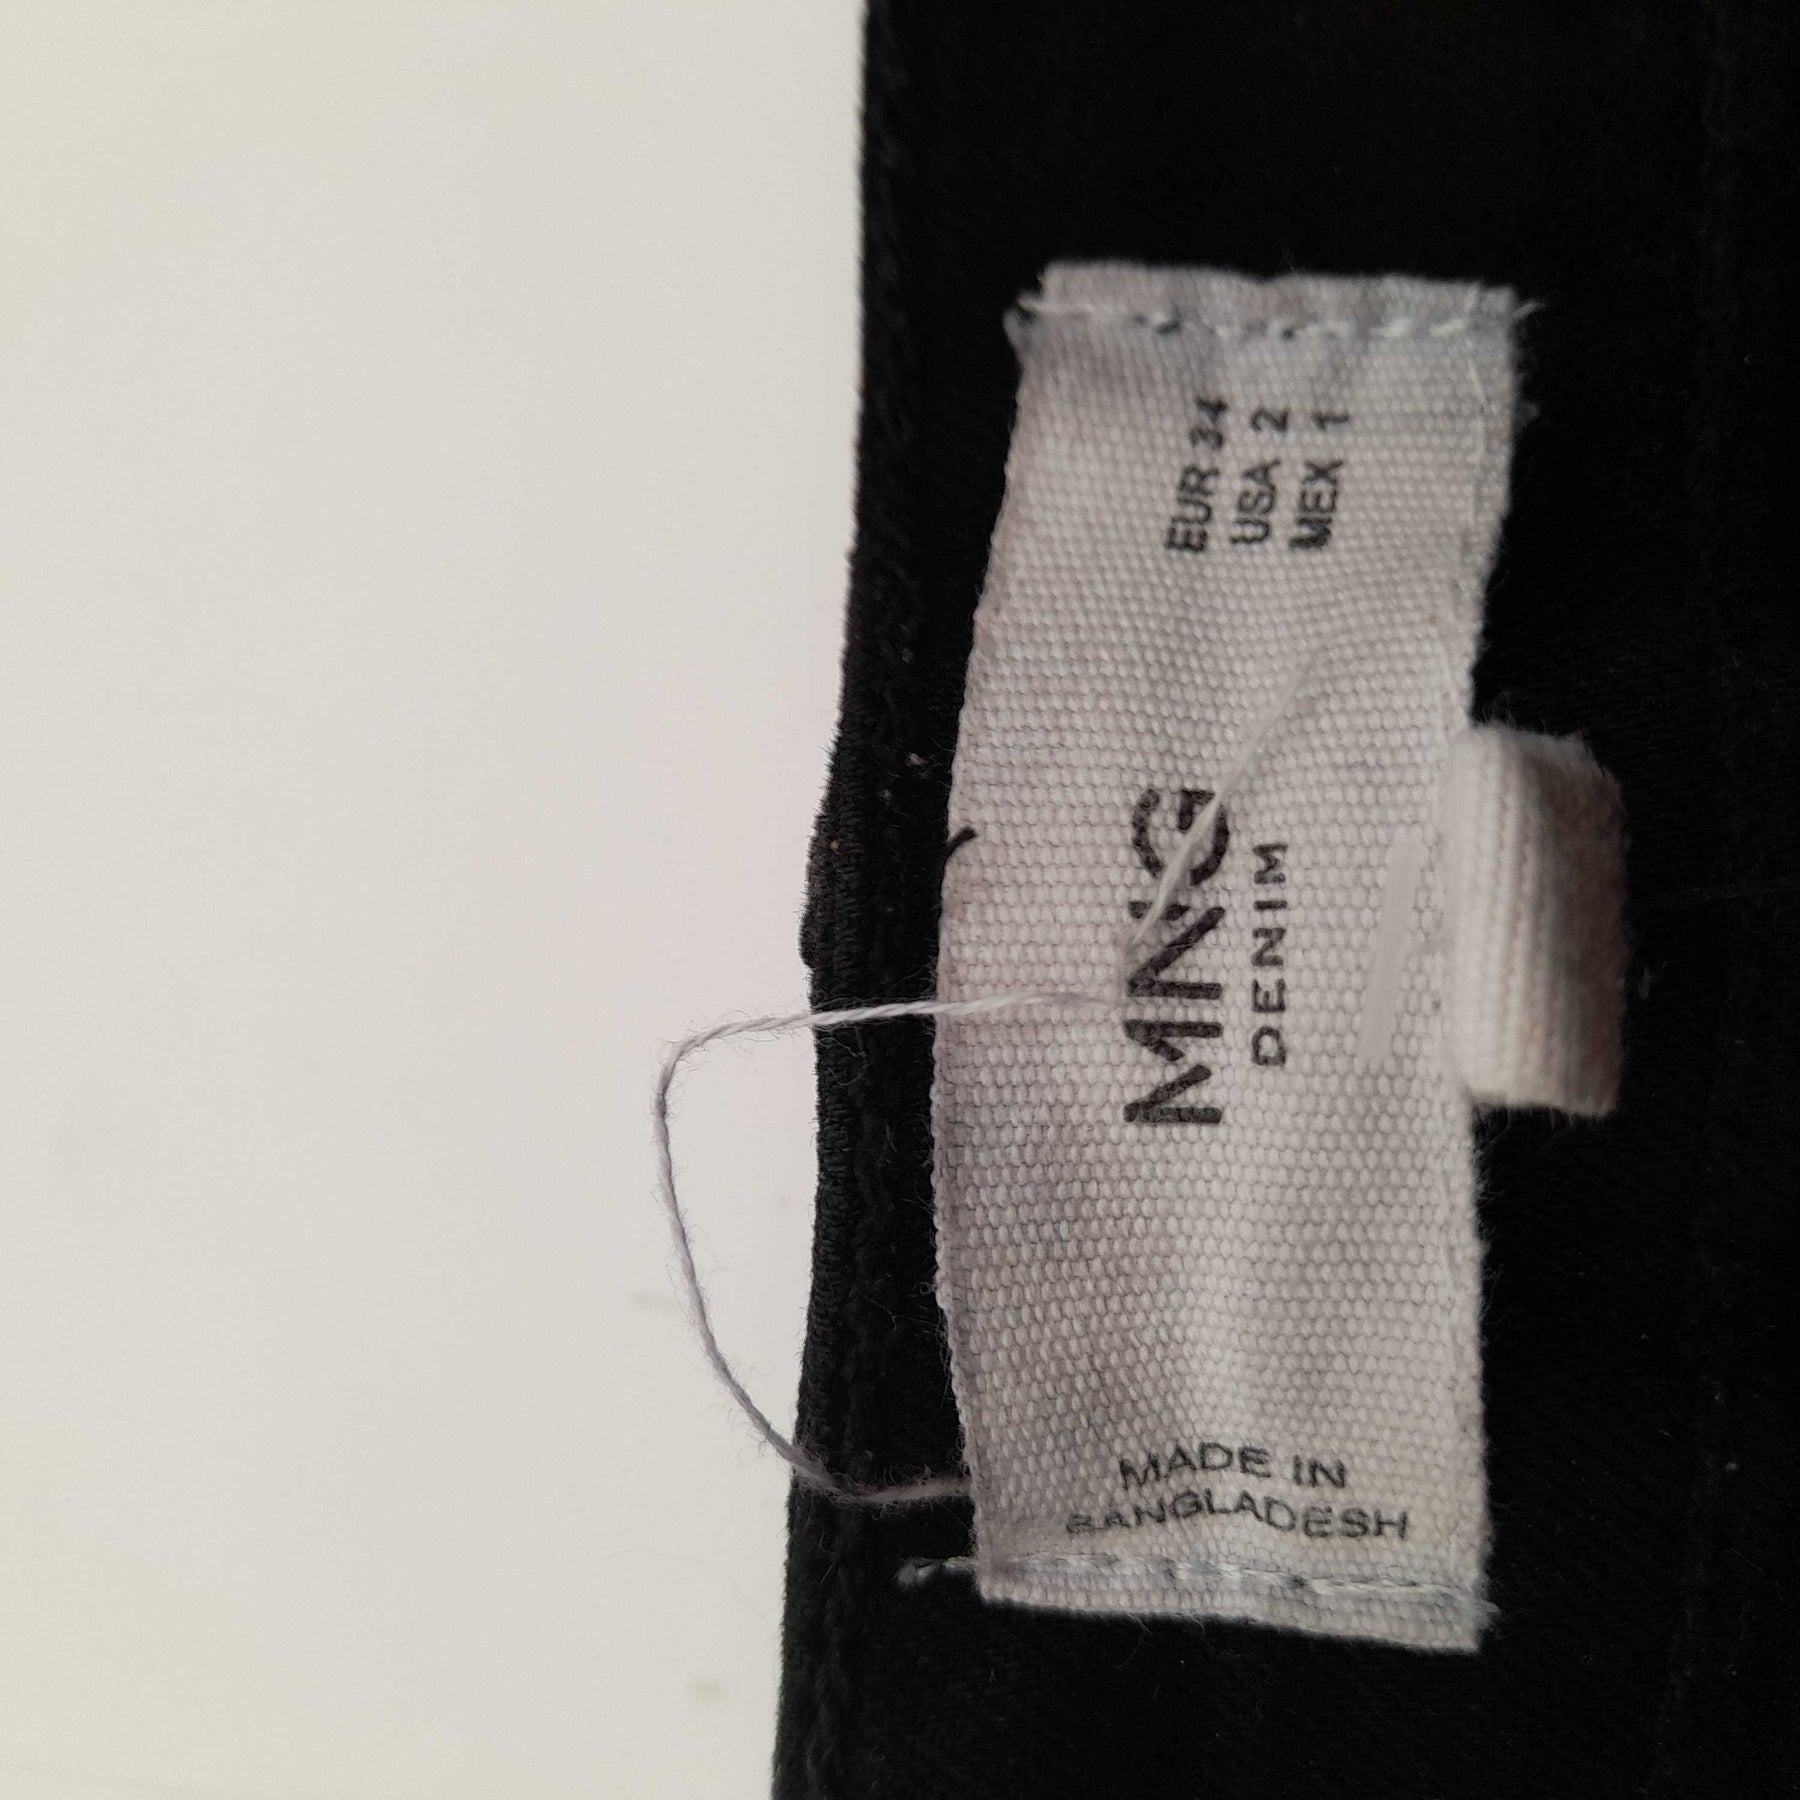 EUR 34
USA 2
MEX 1
MNG
DENIM
MADE IN
BANGLADESH